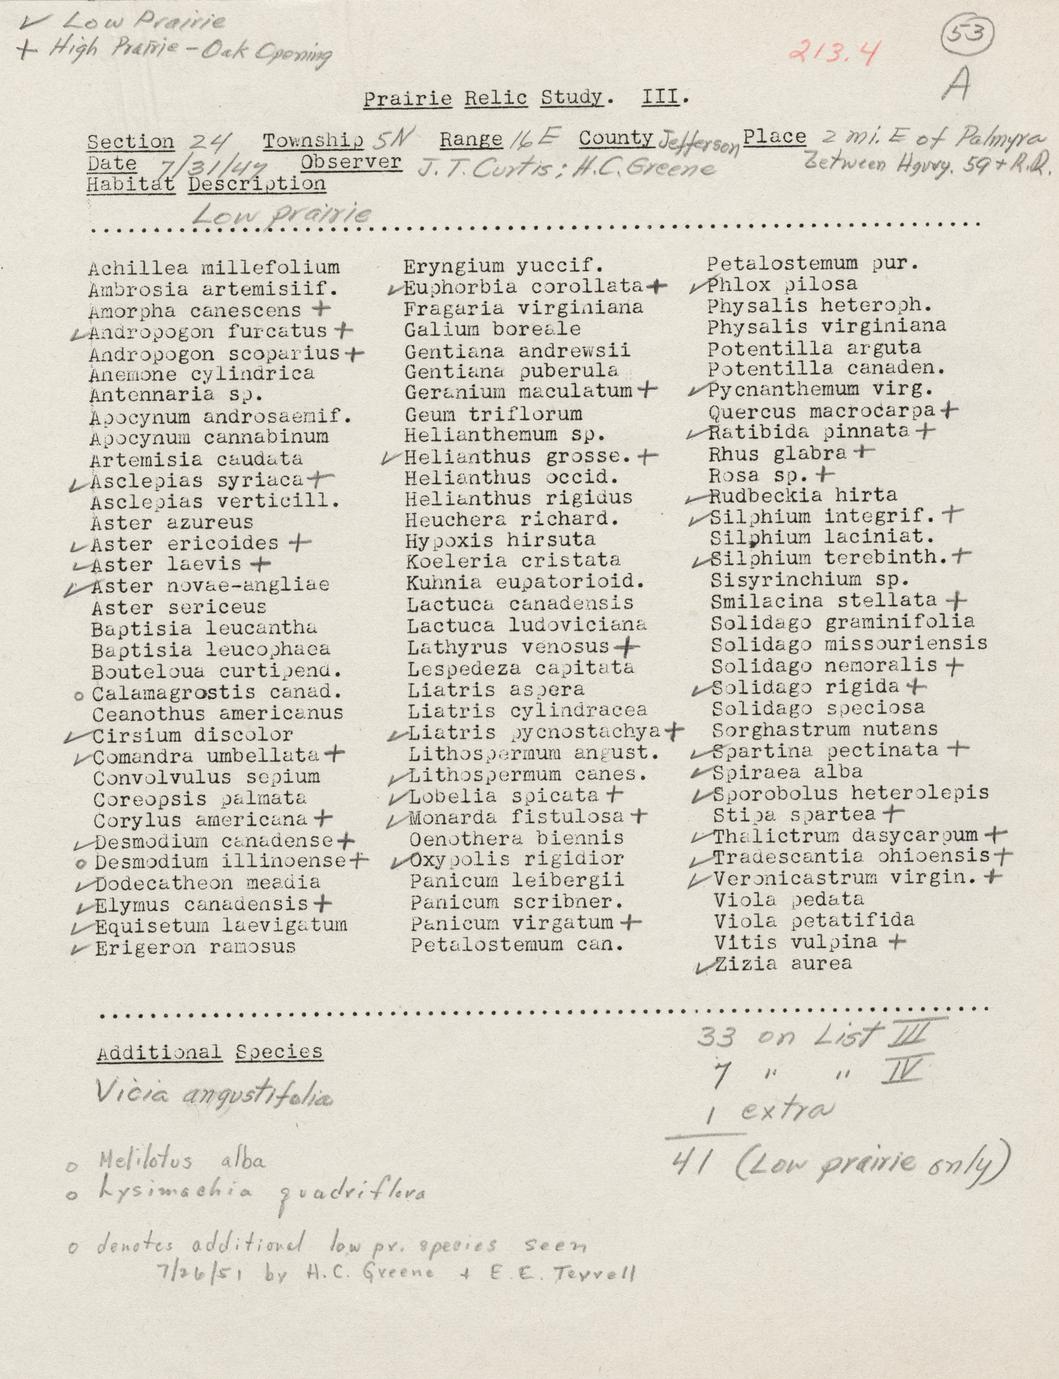 ✓ Low Prairie
+ High Prairie - Oak Opening
213.4
53
A
Prairie Relic Study. III.
Section 24 Township 5N Range 16E County Jefferson Place 2 mi. E of Palmyra
Date 7/31/47 Observer J.T. Curtis; H.C. Greene between Hgwy. 59 + R.R.
Habitat Description
Low prairie
Achillea millefolium
Ambrosia artemisiif.
Amorpha canescens +
✓Andropogon furcatus +
Andropogon scoparius +
Anemone cylindrica
Antennaria sp.
Apocynum androsaemif.
Apocynum cannabinum
Artemisia caudata
✓Asclepias syriaca +
Asclepias verticill.
Aster azureus
✓Aster ericoides +
✓Aster laevis +
✓Aster novae-angliae
Aster sericeus
Baptisia leucantha
Baptisia leucophaea
Bouteloua curtipend.
o Calamagrostis canad.
Ceanothus americanus
✓Cirsium discolor
✓Comandra umbellata +
Convolvulus sepium
Coreopsis palmata
Corylus americana +
✓Desmodium canadense +
o Desmodium illinoense +
✓Dodecatheon meadia
✓Elymus canadensis +
✓Equisetum laevigatum
✓Erigeron ramosus
Eryngium yuccif.
✓Euphorbia corollata +
Fragaria virginiana
Galium boreale
Gentiana andrewsii
Gentiana puberula
Geranium maculatum +
Geum triflorum
Helianthemum sp.
✓Helianthus grosse. +
Helianthus occid.
Helianthus rigidus
Heuchera richard.
Hypoxis hirsuta
Koeleria cristata
Kuhnia eupatorioid.
Lactuca canadensis
Lactuca ludoviciana
Lathyrus venosus +
Lespedeza capitata
Liatris aspera
Liatris cylindracea
✓Liatris pycnostachya +
Lithospermum angust.
✓Lithospermum canes.
✓Lobelia spicata +
✓Monarda fistulosa +
Oenothera biennis
✓Oxypolis rigidior
Panicum leibergii
Panicum scribner.
Panicum virgatum +
Petalostemum can.
Petalostemum pur.
✓Phlox pilosa
Physalis heteroph.
Physalis virginiana
Potentilla arguta
Potentilla canaden.
✓Pycnanthemum virg.
Quercus macrocarpa +
✓Ratibida pinnata +
Rhus glabra +
Rosa sp. +
✓Rudbeckia hirta
✓Silphium integrif. +
Silphium laciniat.
✓Silphium terebinth. +
Sisyrinchium sp.
Smilacina stellata +
Solidago graminifolia
Solidago missouriensis
Solidago nemoralis +
✓Solidago rigida +
Solidago speciosa
Sorghastrum nutans
✓Spartina pectinata +
✓Spiraea alba
✓Sporobolus heterolepis
Stipa spartea +
✓Thalictrum dasycarpum +
✓Tradescantia ohioensis +
✓Veronicastrum virgin. +
Viola pedata
Viola petatifida
Vitis vulpina +
✓Zizia aurea
Additional Species
Vicia angustifolia
o Melilotus alba
o Lysimachia quadriflora
o denotes additional low pr. species seen
7/26/51 by H.C. Greene + E.E. Terrell
33 on List III
7 " " IV
1 extra
41 (Low prairie only)